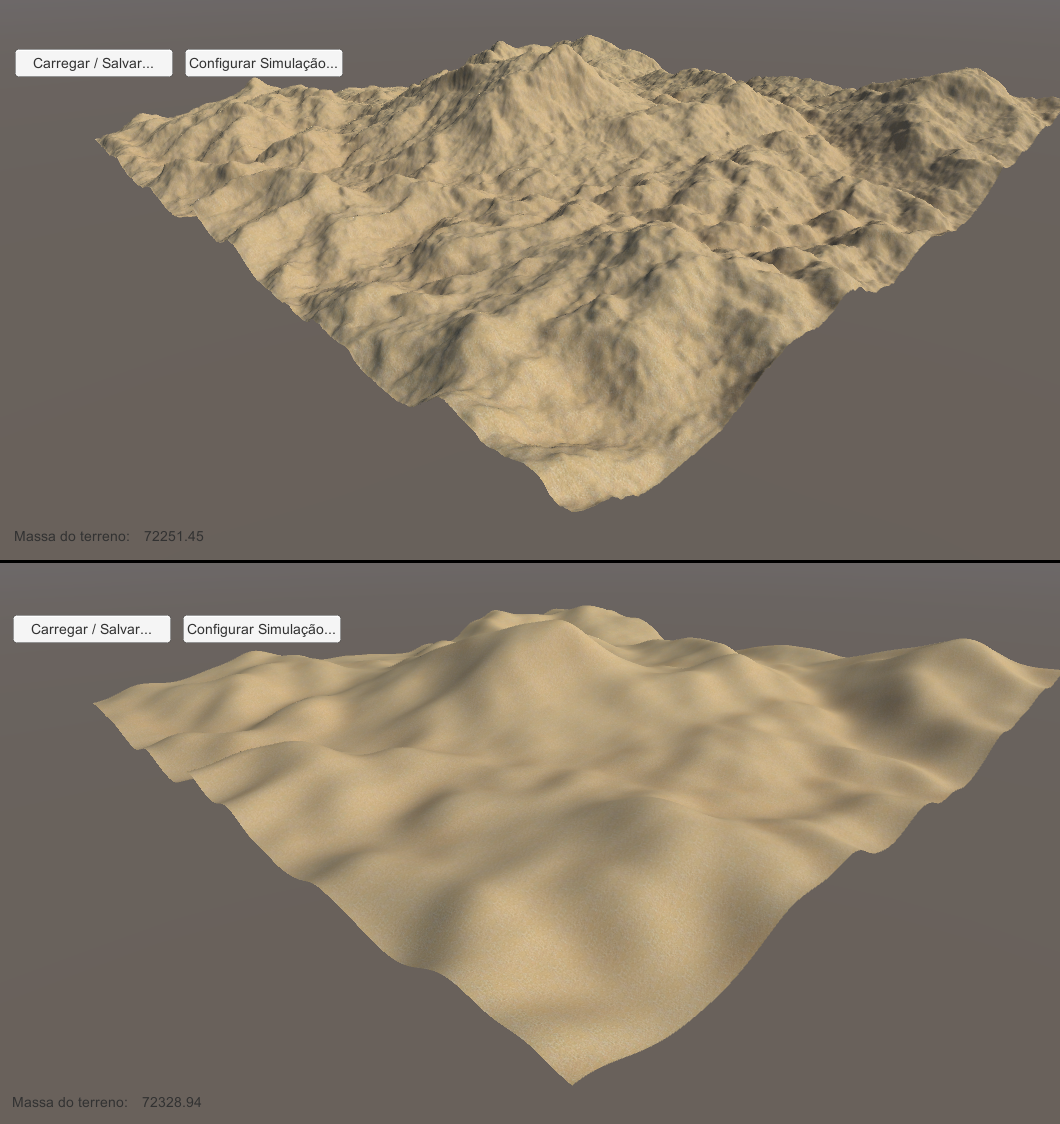 Carregar / Salvar... Configurar Simulação...
Massa do terreno: 72251.45
Carregar / Salvar... Configurar Simulação...
Massa do terreno: 72328.94